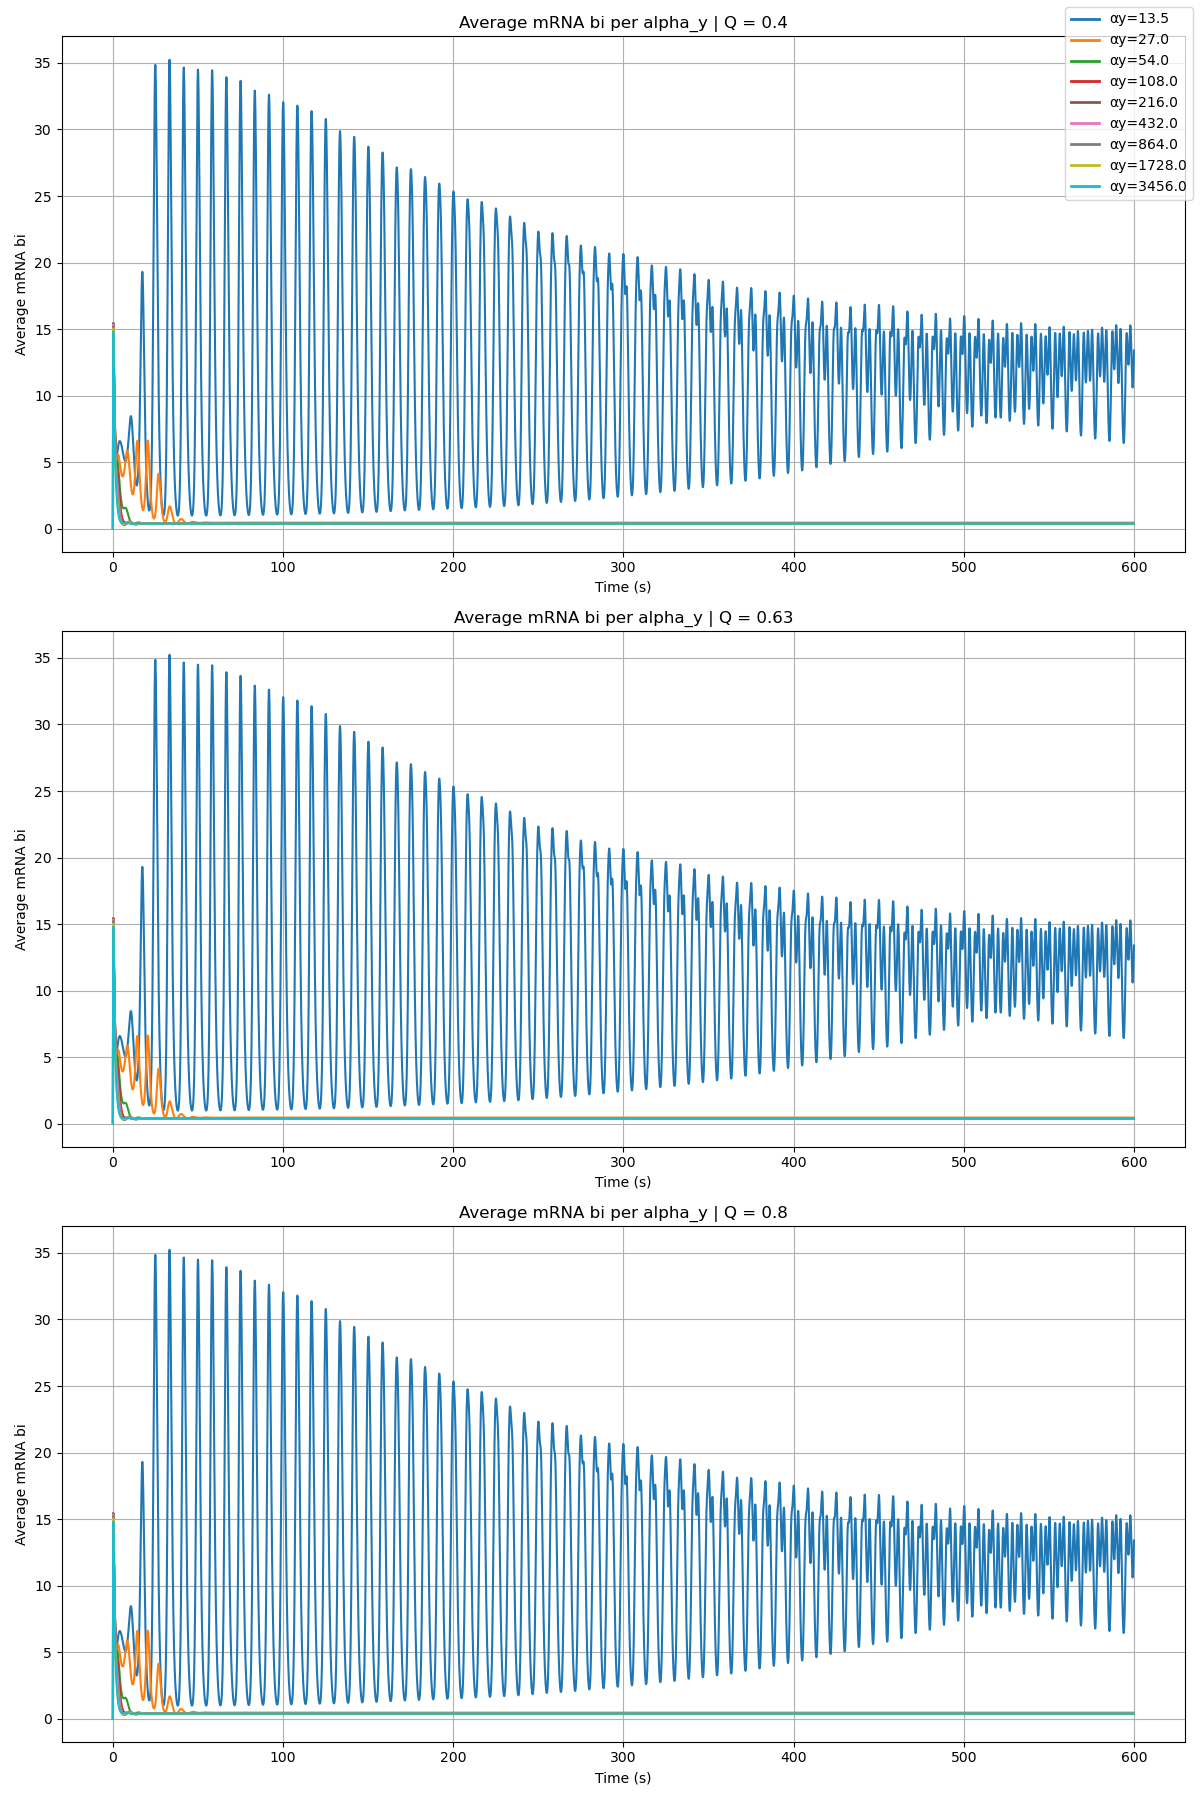 Average mRNA bi per alpha_y | Q = 0.4
αy=13.5
αy=27.0
αy=54.0
αy=108.0
αy=216.0
αy=432.0
αy=864.0
αy=1728.0
αy=3456.0
Average mRNA bi
35
30
25
20
15
10
5
0
0 100 200 300 400 500 600
Time (s)
Average mRNA bi per alpha_y | Q = 0.63
Average mRNA bi
35
30
25
20
15
10
5
0
0 100 200 300 400 500 600
Time (s)
Average mRNA bi per alpha_y | Q = 0.8
Average mRNA bi
35
30
25
20
15
10
5
0
0 100 200 300 400 500 600
Time (s)